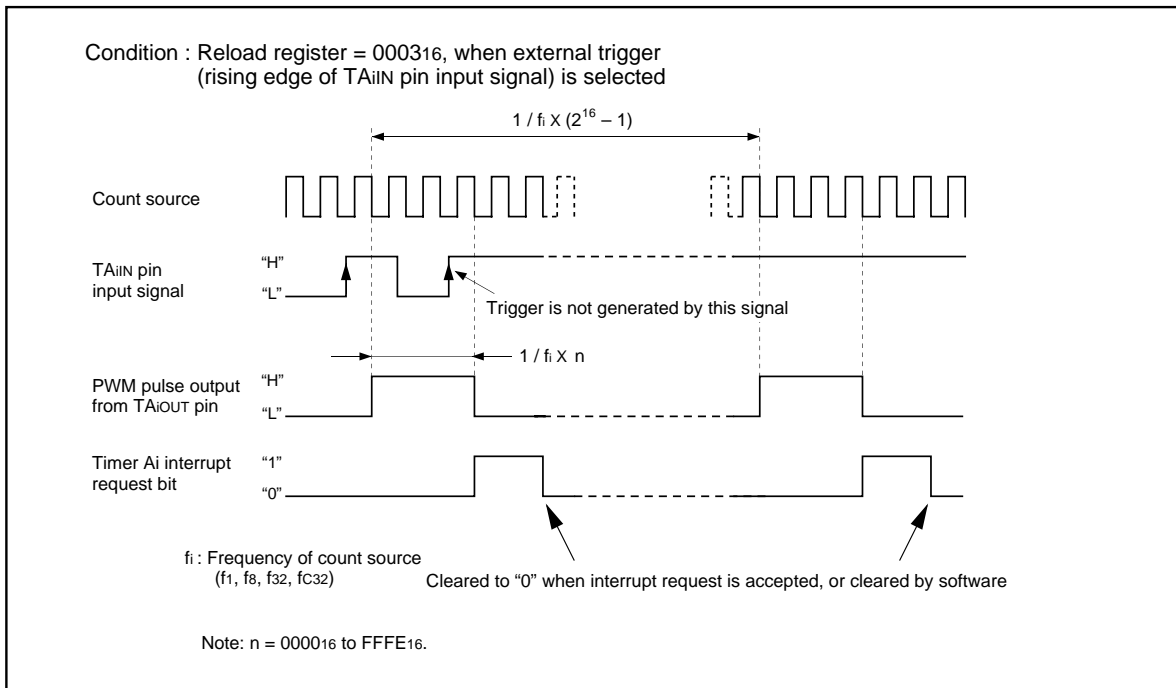 Condition : Reload register = 000316, when external trigger
(rising edge of TAiIN pin input signal) is selected
1 / fi X (2^16 – 1)
Count source
TAiIN pin
input signal
“H”
“L”
Trigger is not generated by this signal
1 / fi X n
PWM pulse output
from TAiOUT pin
“H”
“L”
Timer Ai interrupt
request bit
“1”
“0”
fi : Frequency of count source
(f1, f8, f32, fC32)
Cleared to “0” when interrupt request is accepted, or cleared by software
Note: n = 000016 to FFFE16.